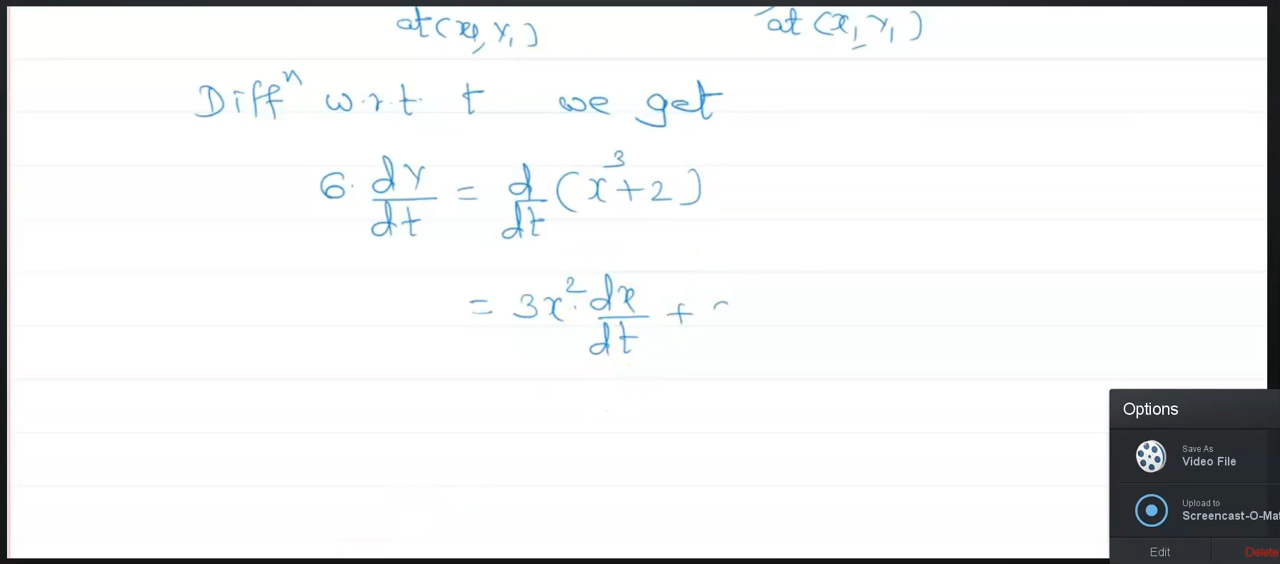 at (x₁, y₁) at (x₁, y₁)
Diffⁿ w.r.t. t we get
6. dy/dt = d/dt (x³+2)
= 3x². dx/dt +
Options
Save As
Video File
Upload to
Screencast-O-Mat
Edit Delete